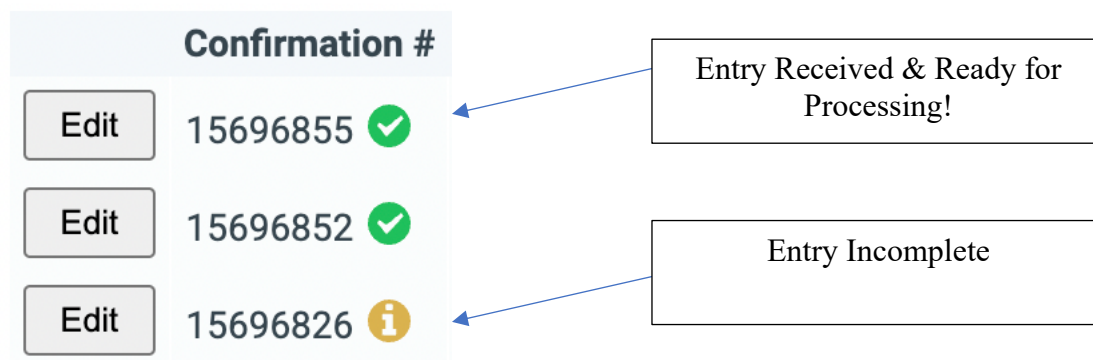 Confirmation #
Entry Received & Ready for
Processing!
Edit 15696855
Edit 15696852
Entry Incomplete
Edit 15696826